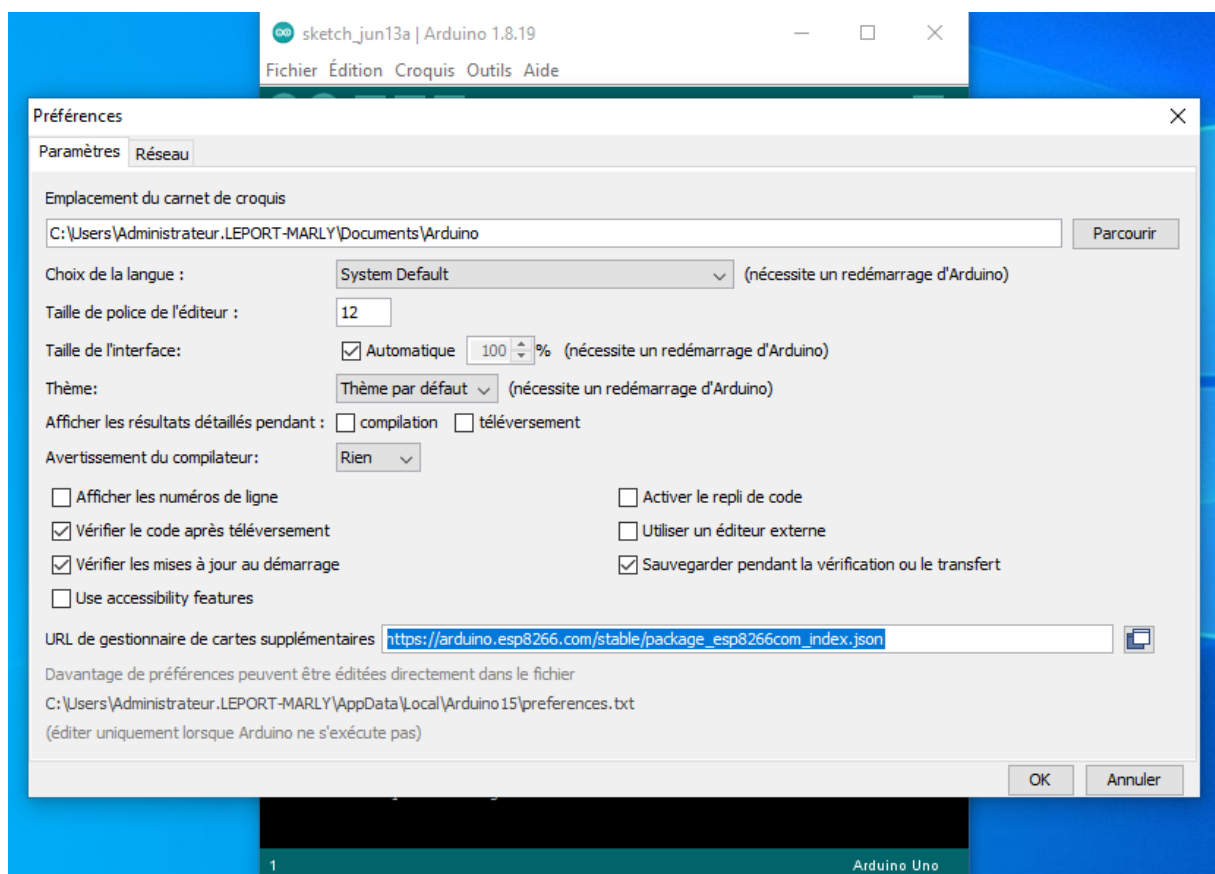 sketch_jun13a | Arduino 1.8.19
Fichier Édition Croquis Outils Aide
Préférences
Paramètres Réseau
Emplacement du carnet de croquis
C:\Users\Administrateur.LEPORT-MARLY\Documents\Arduino Parcourir
Choix de la langue : System Default (nécessite un redémarrage d'Arduino)
Taille de police de l'éditeur : 12
Taille de l'interface: Automatique 100 % (nécessite un redémarrage d'Arduino)
Thème: Thème par défaut (nécessite un redémarrage d'Arduino)
Afficher les résultats détaillés pendant : compilation téléversement
Avertissement du compilateur: Rien
Afficher les numéros de ligne Activer le repli de code
Vérifier le code après téléversement Utiliser un éditeur externe
Vérifier les mises à jour au démarrage Sauvegarder pendant la vérification ou le transfert
Use accessibility features
URL de gestionnaire de cartes supplémentaires https://arduino.esp8266.com/stable/package_esp8266com_index.json
Davantage de préférences peuvent être éditées directement dans le fichier
C:\Users\Administrateur.LEPORT-MARLY\AppData\Local\Arduino15\preferences.txt
(éditer uniquement lorsque Arduino ne s'exécute pas)
OK Annuler
1 Arduino Uno